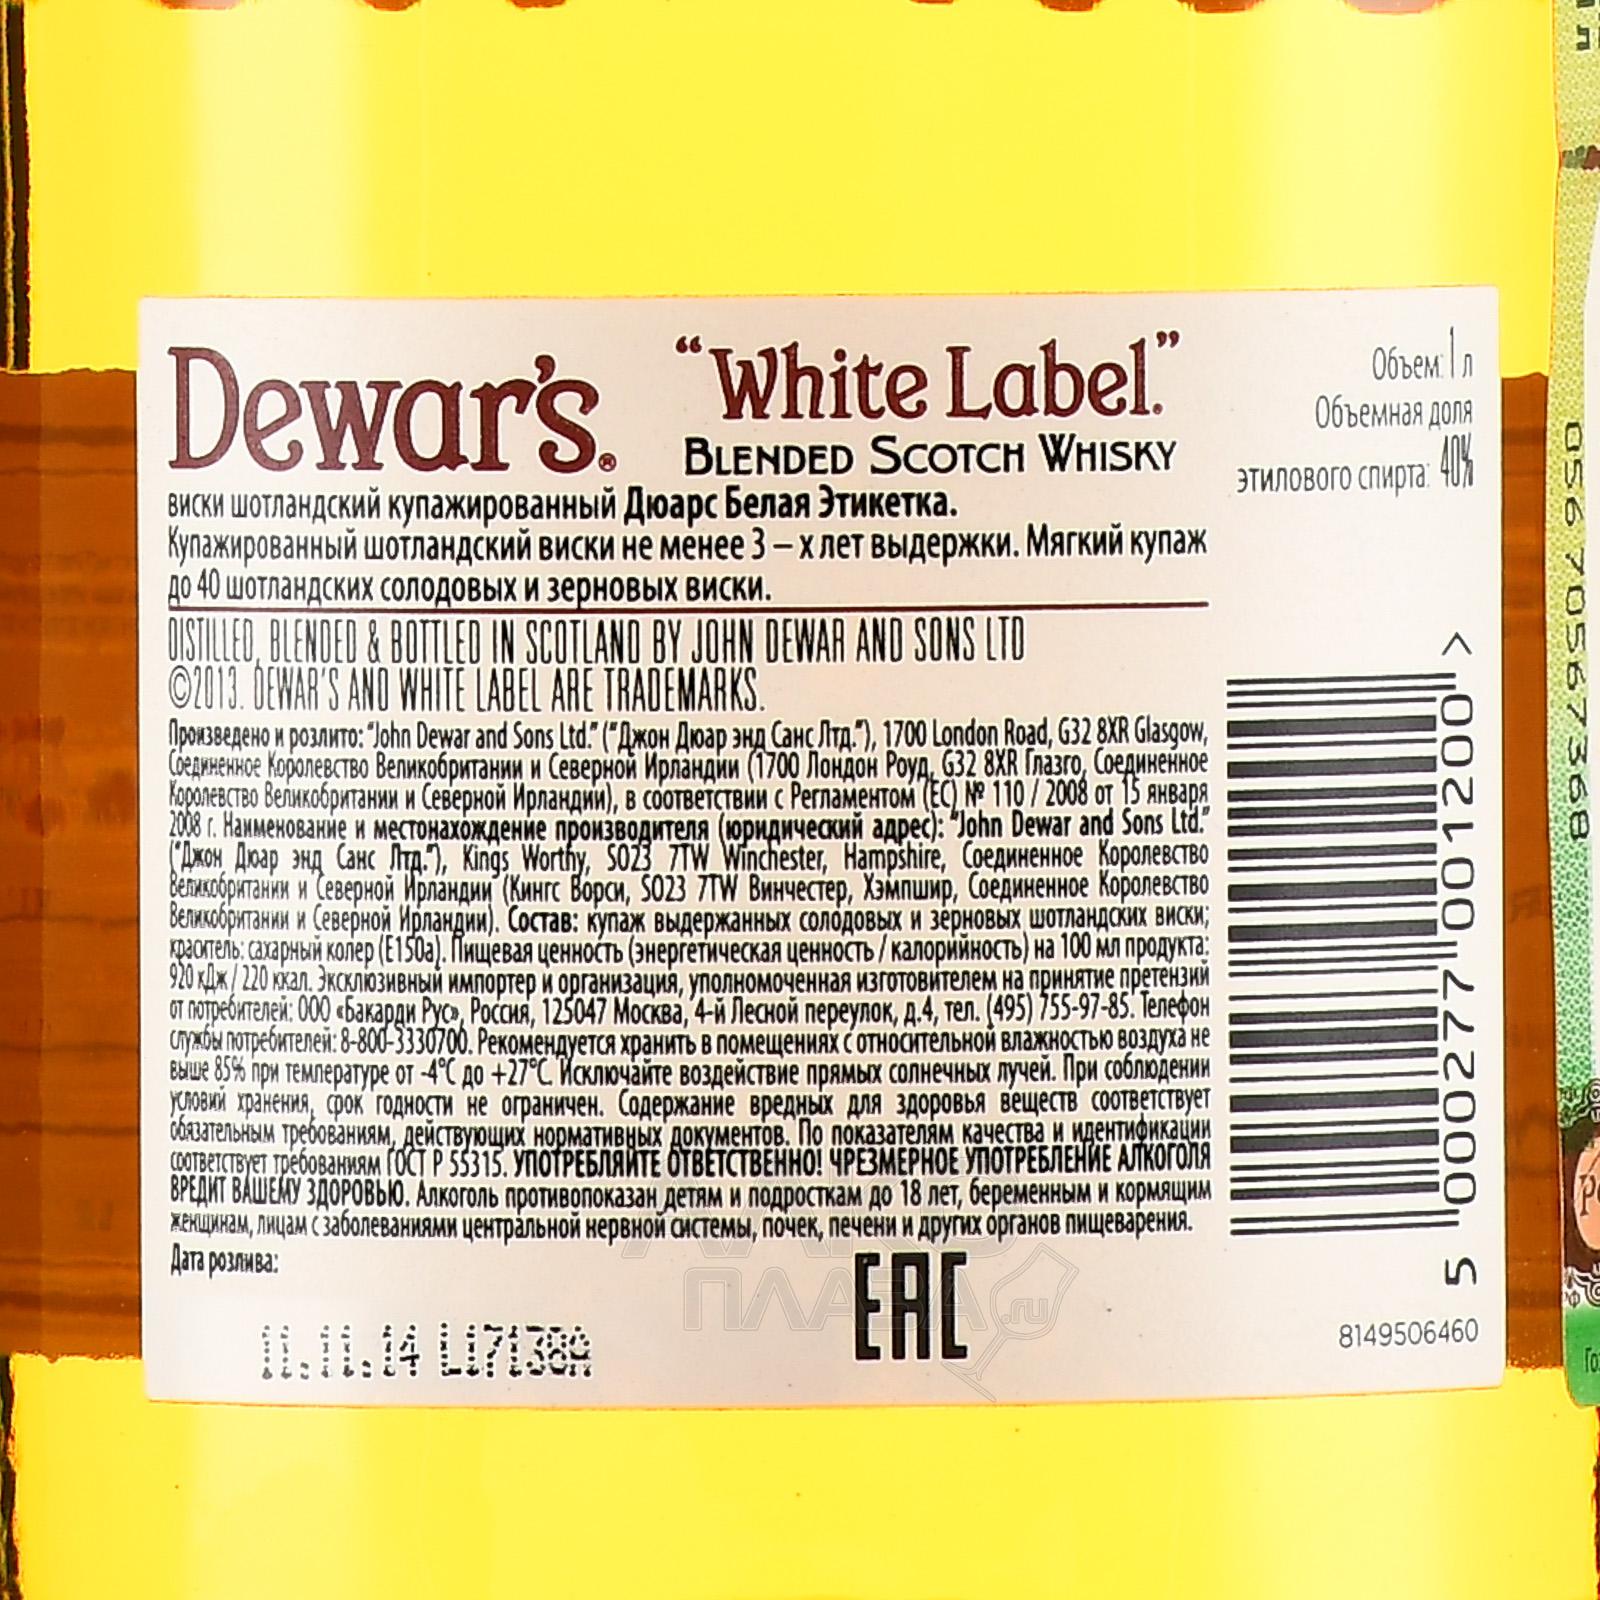 Dewar's® "White Label"®
BLENDED SCOTCH WHISKY
Объем: 1 л
Объемная доля
этилового спирта: 40%
виски шотландский купажированный Дюарс Белая Этикетка.
Купажированный шотландский виски не менее 3 – х лет выдержки. Мягкий купаж
до 40 шотландских солодовых и зерновых виски.
DISTILLED, BLENDED & BOTTLED IN SCOTLAND BY JOHN DEWAR AND SONS LTD
©2013. DEWAR'S AND WHITE LABEL ARE TRADEMARKS.
Произведено и розлито: "John Dewar and Sons Ltd." ("Джон Дюар энд Санс Лтд."), 1700 London Road, G32 8XR Glasgow,
Соединенное Королевство Великобритании и Северной Ирландии (1700 Лондон Роуд, G32 8XR Глазго, Соединенное
Королевство Великобритании и Северной Ирландии), в соответствии с Регламентом (ЕС) № 110 / 2008 от 15 января
2008 г. Наименование и местонахождение производителя (юридический адрес): "John Dewar and Sons Ltd."
("Джон Дюар энд Санс Лтд."), Kings Worthy, SO23 7TW Winchester, Hampshire, Соединенное Королевство
Великобритании и Северной Ирландии (Кингс Ворси, SO23 7TW Винчестер, Хэмпшир, Соединенное Королевство
Великобритании и Северной Ирландии). Состав: купаж выдержанных солодовых и зерновых шотландских виски;
краситель: сахарный колер (Е150а). Пищевая ценность (энергетическая ценность / калорийность) на 100 мл продукта:
920 кДж / 220 ккал. Эксклюзивный импортер и организация, уполномоченная изготовителем на принятие претензий
от потребителей: ООО «Бакарди Рус», Россия, 125047 Москва, 4-й Лесной переулок, д.4, тел. (495) 755-97-85. Телефон
службы потребителей: 8-800-3330700. Рекомендуется хранить в помещениях с относительной влажностью воздуха не
выше 85% при температуре от -4°С до +27°С. Исключайте воздействие прямых солнечных лучей. При соблюдении
условий хранения, срок годности не ограничен. Содержание вредных для здоровья веществ соответствует
обязательным требованиям, действующих нормативных документов. По показателям качества и идентификации
соответствует требованиям ГОСТ Р 55315. УПОТРЕБЛЯЙТЕ ОТВЕТСТВЕННО! ЧРЕЗМЕРНОЕ УПОТРЕБЛЕНИЕ АЛКОГОЛЯ
ВРЕДИТ ВАШЕМУ ЗДОРОВЬЮ. Алкоголь противопоказан детям и подросткам до 18 лет, беременным и кормящим
женщинам, лицам с заболеваниями центральной нервной системы, почек, печени и других органов пищеварения.
Дата розлива:
11.11.14 L17138A
EAC
АЛКО
ПЛАЗА.ru
5 000277 001200 >
8149506460
056 70567368